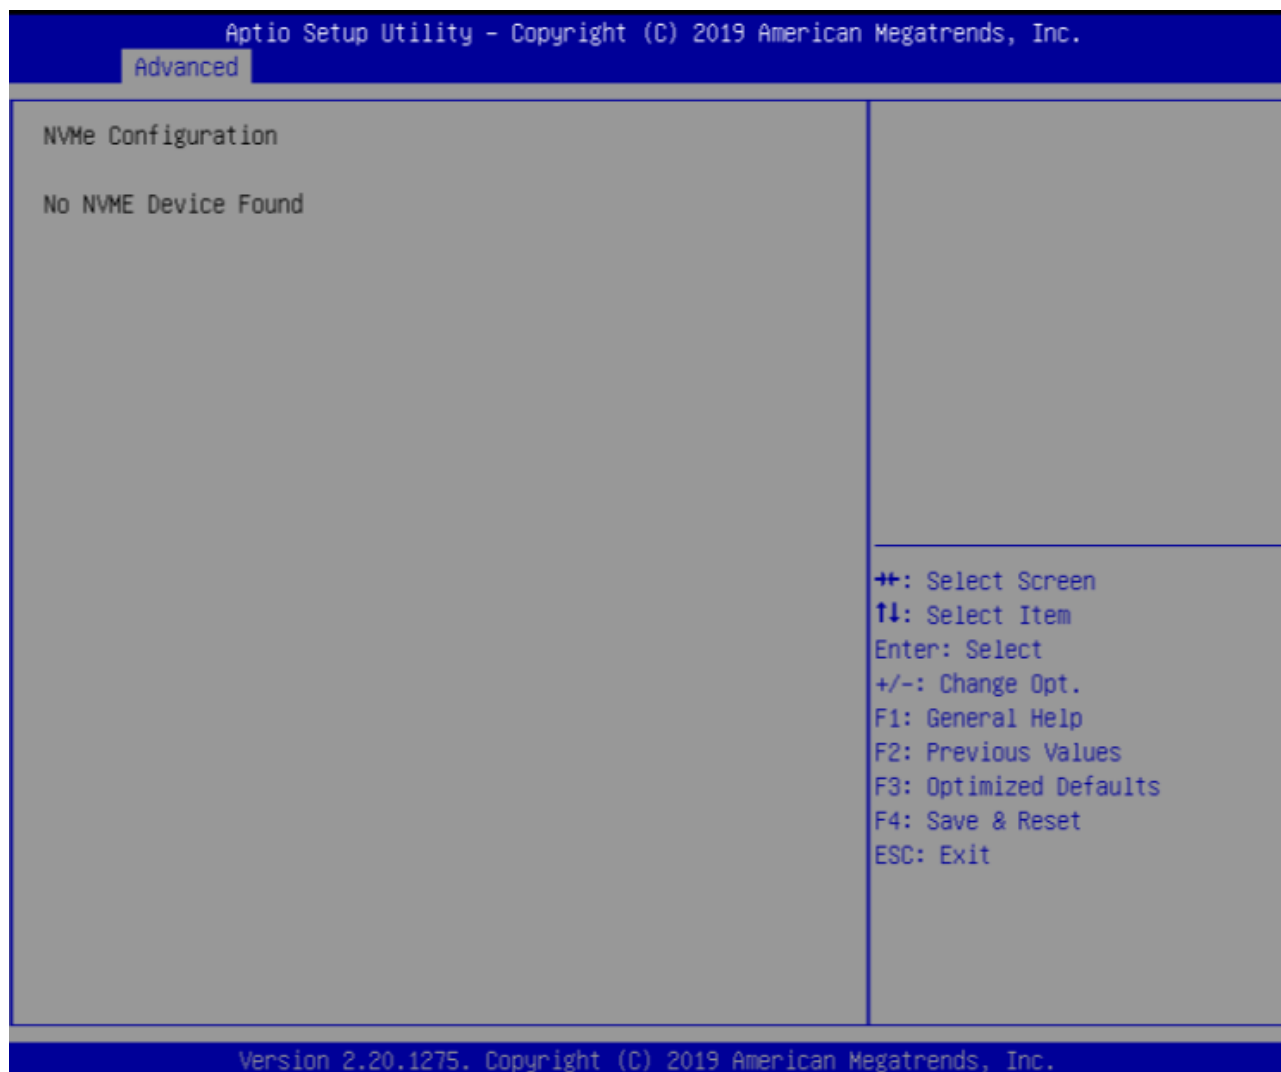 Aptio Setup Utility – Copyright (C) 2019 American Megatrends, Inc.
Advanced
NVMe Configuration
No NVME Device Found
→←: Select Screen
↑↓: Select Item
Enter: Select
+/-: Change Opt.
F1: General Help
F2: Previous Values
F3: Optimized Defaults
F4: Save & Reset
ESC: Exit
Version 2.20.1275. Copyright (C) 2019 American Megatrends, Inc.